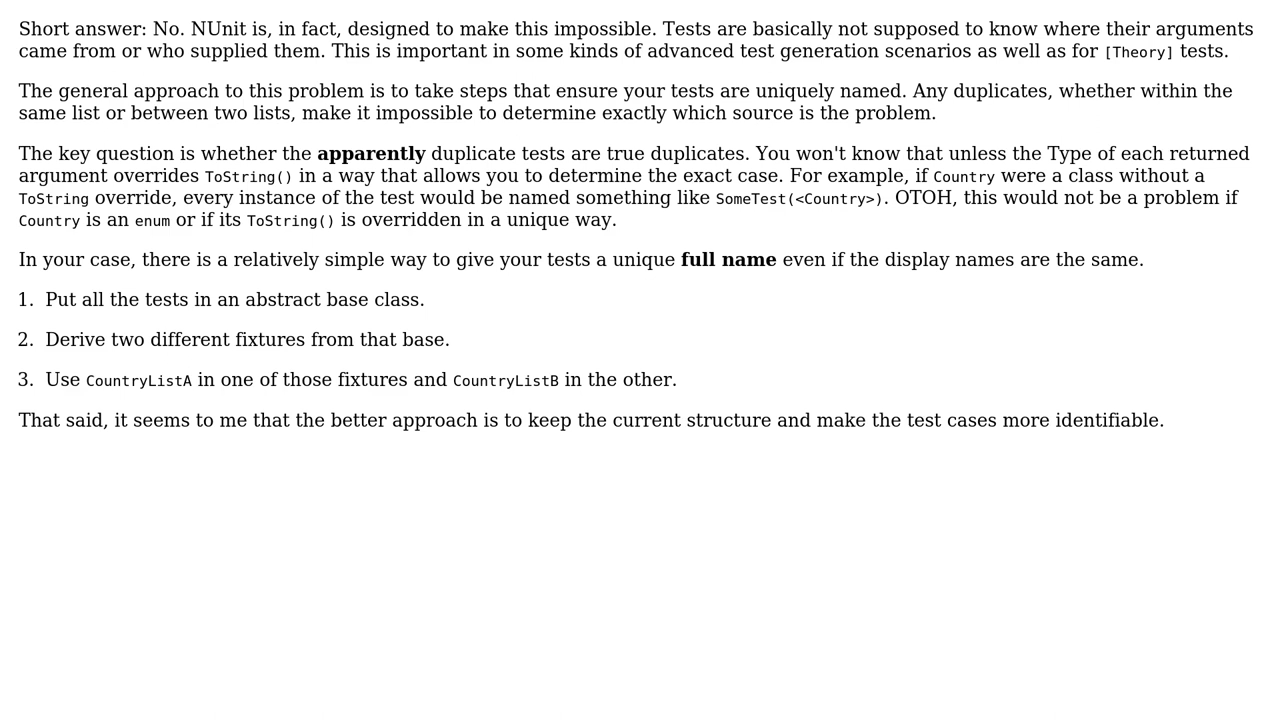 Short answer: No. NUnit is, in fact, designed to make this impossible. Tests are basically not supposed to know where their arguments
came from or who supplied them. This is important in some kinds of advanced test generation scenarios as well as for [Theory] tests.
The general approach to this problem is to take steps that ensure your tests are uniquely named. Any duplicates, whether within the
same list or between two lists, make it impossible to determine exactly which source is the problem.
The key question is whether the apparently duplicate tests are true duplicates. You won't know that unless the Type of each returned
argument overrides ToString() in a way that allows you to determine the exact case. For example, if Country were a class without a
ToString override, every instance of the test would be named something like SomeTest(<Country>). OTOH, this would not be a problem if
Country is an enum or if its ToString() is overridden in a unique way.
In your case, there is a relatively simple way to give your tests a unique full name even if the display names are the same.
1. Put all the tests in an abstract base class.
2. Derive two different fixtures from that base.
3. Use CountryListA in one of those fixtures and CountryListB in the other.
That said, it seems to me that the better approach is to keep the current structure and make the test cases more identifiable.